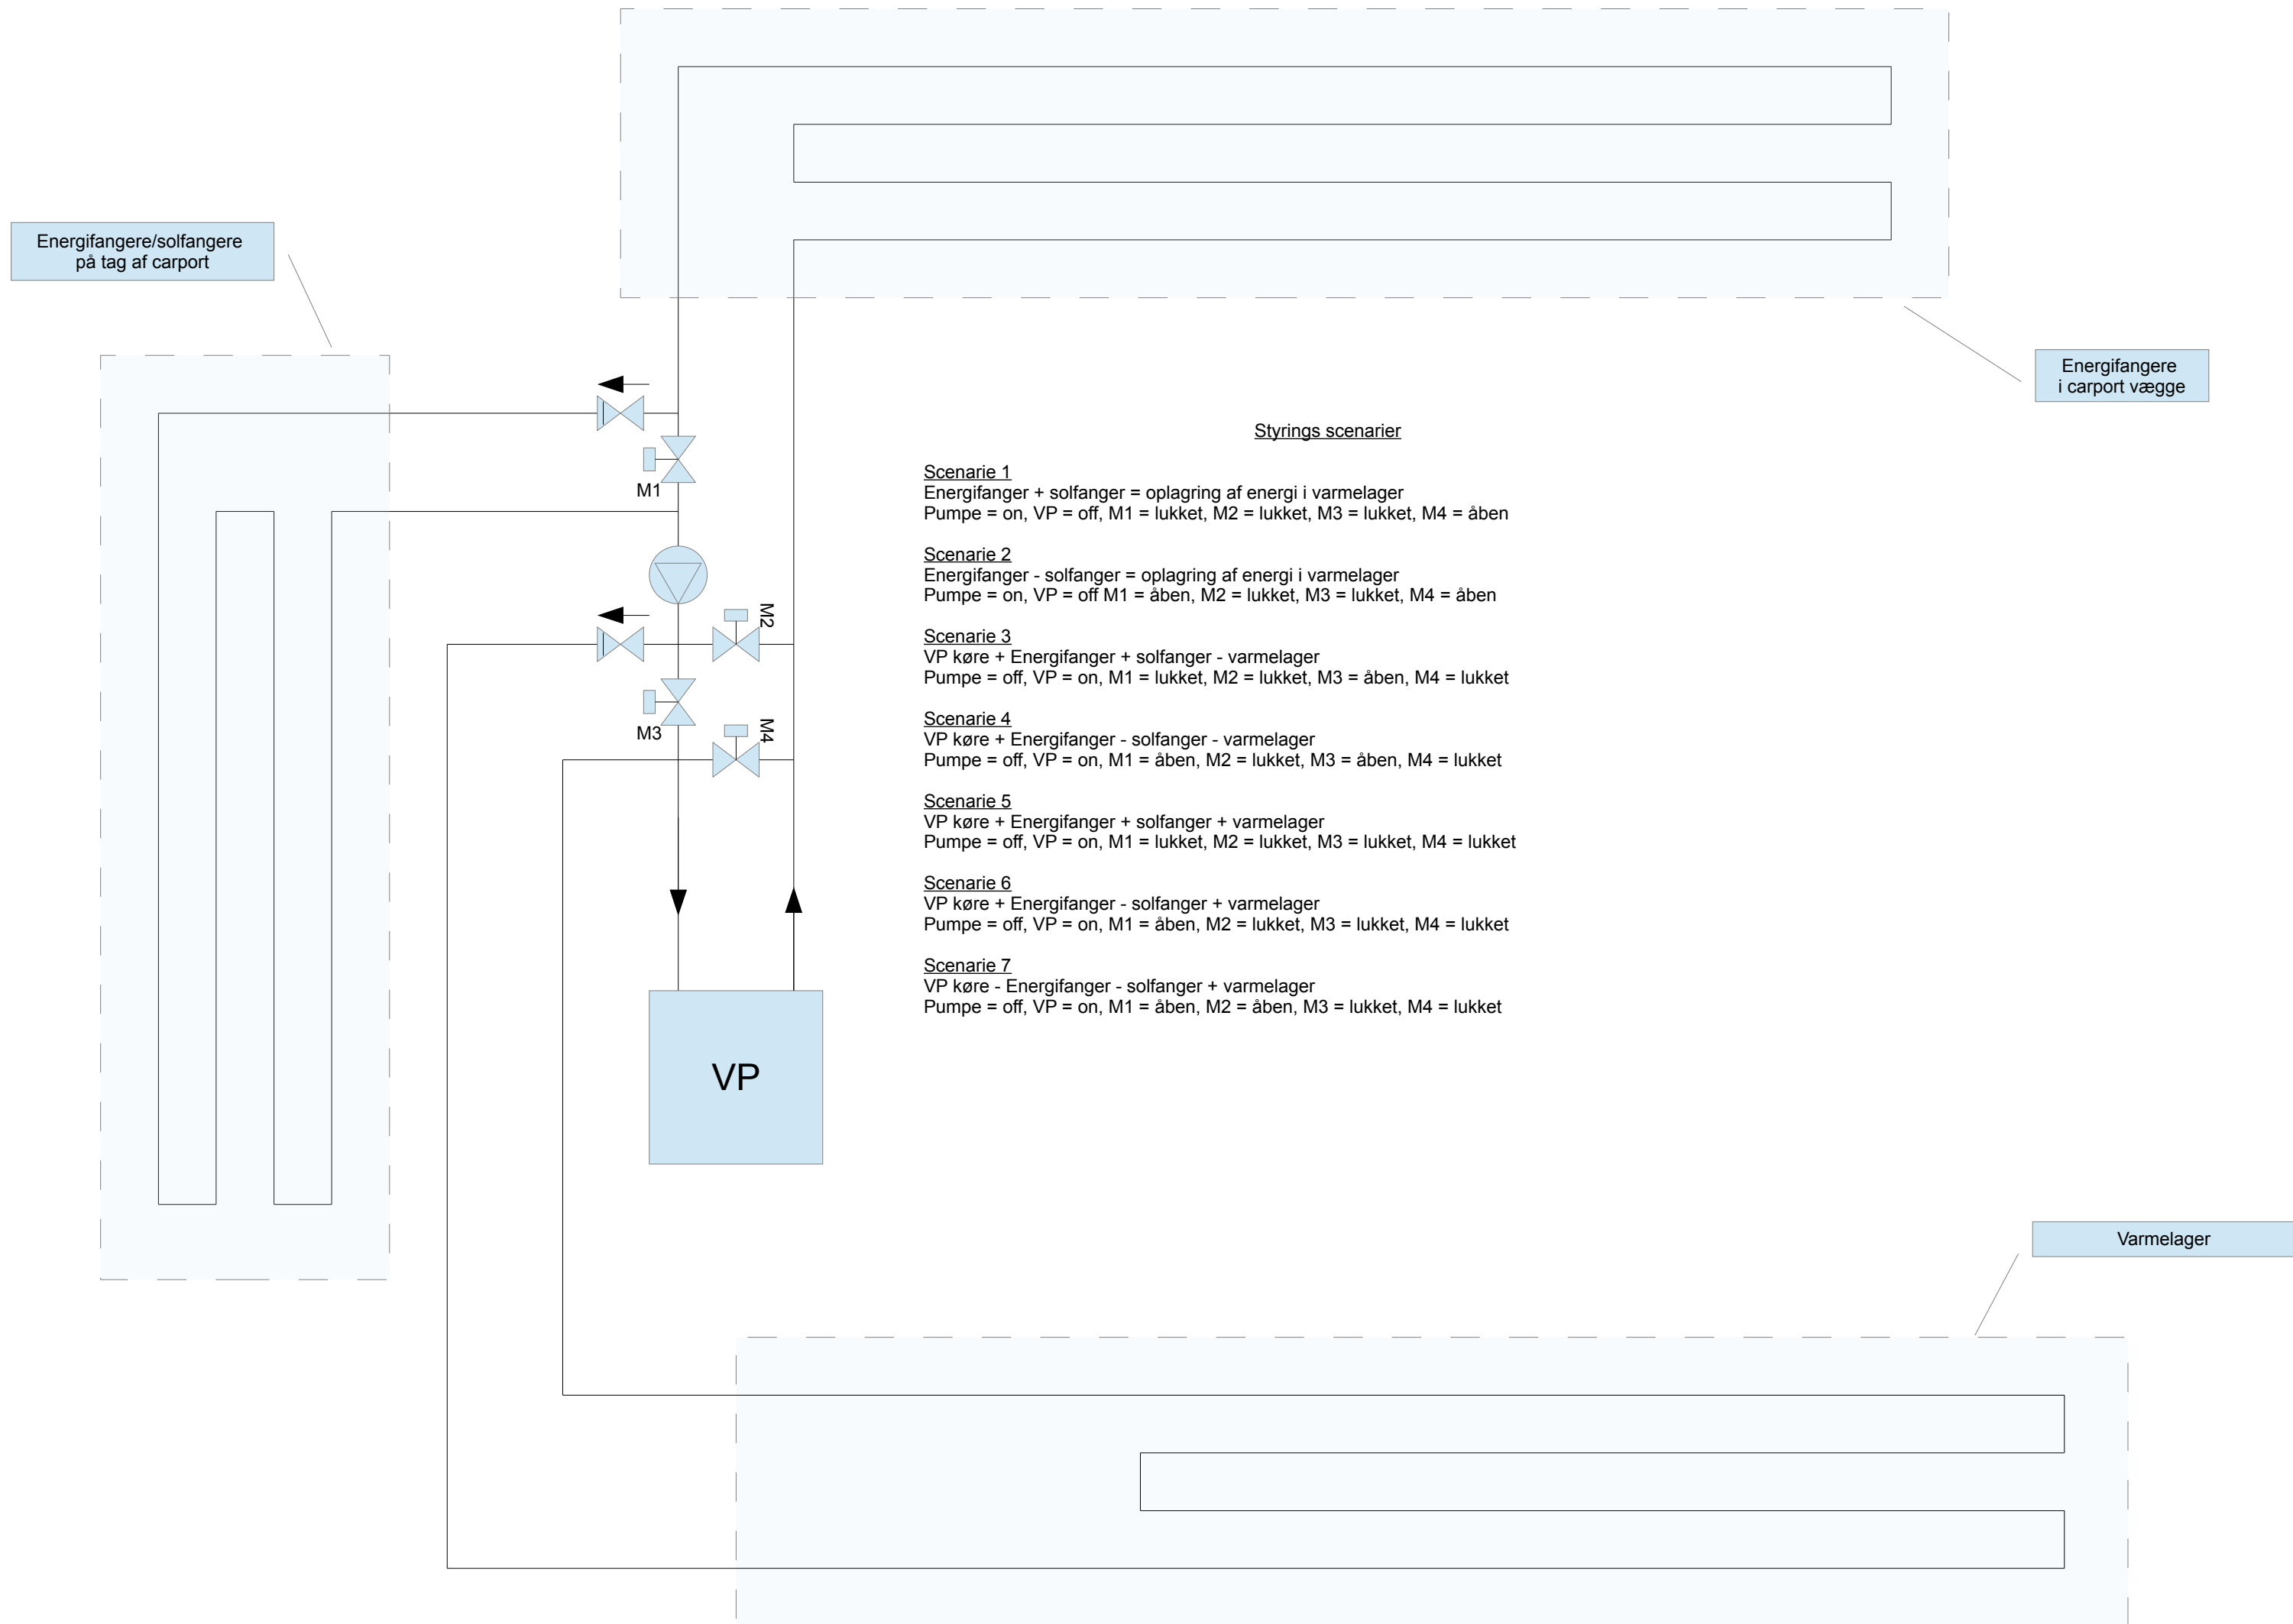 Energifangere/solfangere
på tag af carport
Energifangere
i carport vægge
Styrings scenarier
Scenarie 1
Energifanger + solfanger = oplagring af energi i varmelager
Pumpe = on, VP = off, M1 = lukket, M2 = lukket, M3 = lukket, M4 = åben
Scenarie 2
Energifanger - solfanger = oplagring af energi i varmelager
Pumpe = on, VP = off M1 = åben, M2 = lukket, M3 = lukket, M4 = åben
Scenarie 3
VP køre + Energifanger + solfanger - varmelager
Pumpe = off, VP = on, M1 = lukket, M2 = lukket, M3 = åben, M4 = lukket
Scenarie 4
VP køre + Energifanger - solfanger - varmelager
Pumpe = off, VP = on, M1 = åben, M2 = lukket, M3 = åben, M4 = lukket
Scenarie 5
VP køre + Energifanger + solfanger + varmelager
Pumpe = off, VP = on, M1 = lukket, M2 = lukket, M3 = lukket, M4 = lukket
Scenarie 6
VP køre + Energifanger - solfanger + varmelager
Pumpe = off, VP = on, M1 = åben, M2 = lukket, M3 = lukket, M4 = lukket
Scenarie 7
VP køre - Energifanger - solfanger + varmelager
Pumpe = off, VP = on, M1 = åben, M2 = åben, M3 = lukket, M4 = lukket
M1
M2
M3
M4
VP
Varmelager